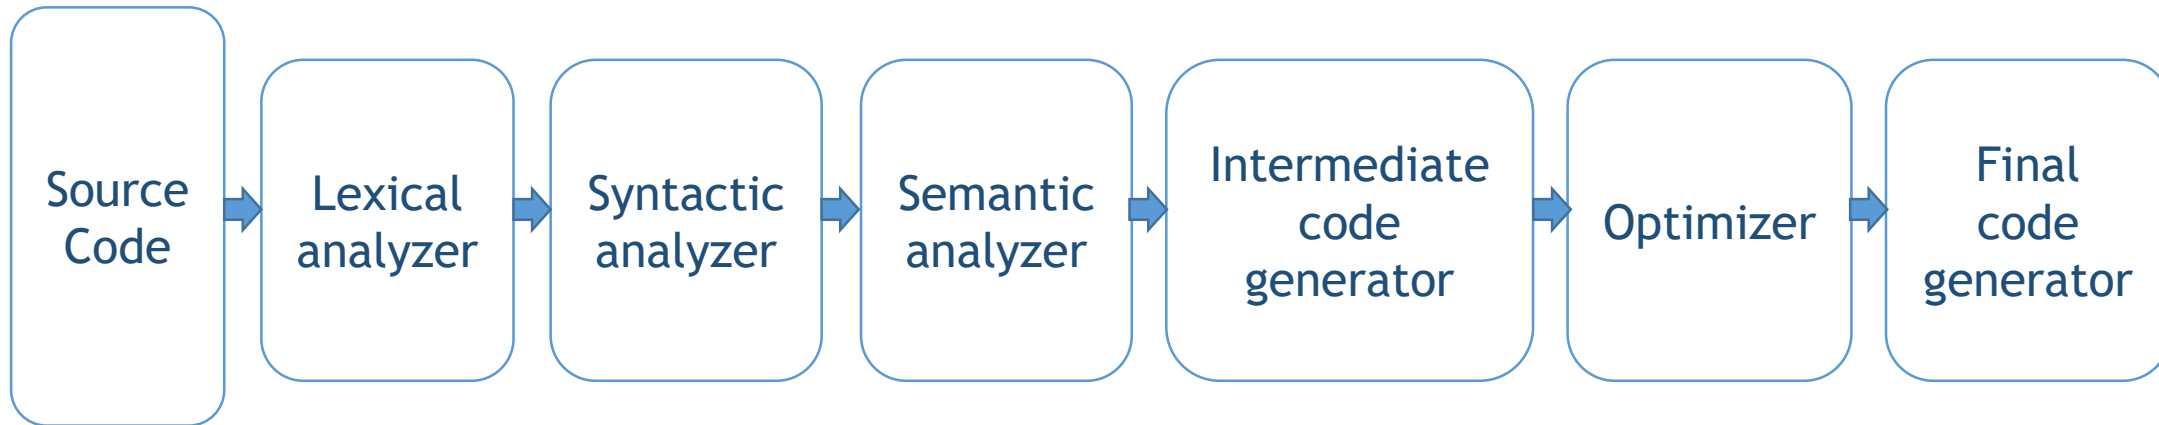 Source
Code
Lexical
analyzer
Syntactic
analyzer
Semantic
analyzer
Intermediate
code
generator
Optimizer
Final
code
generator